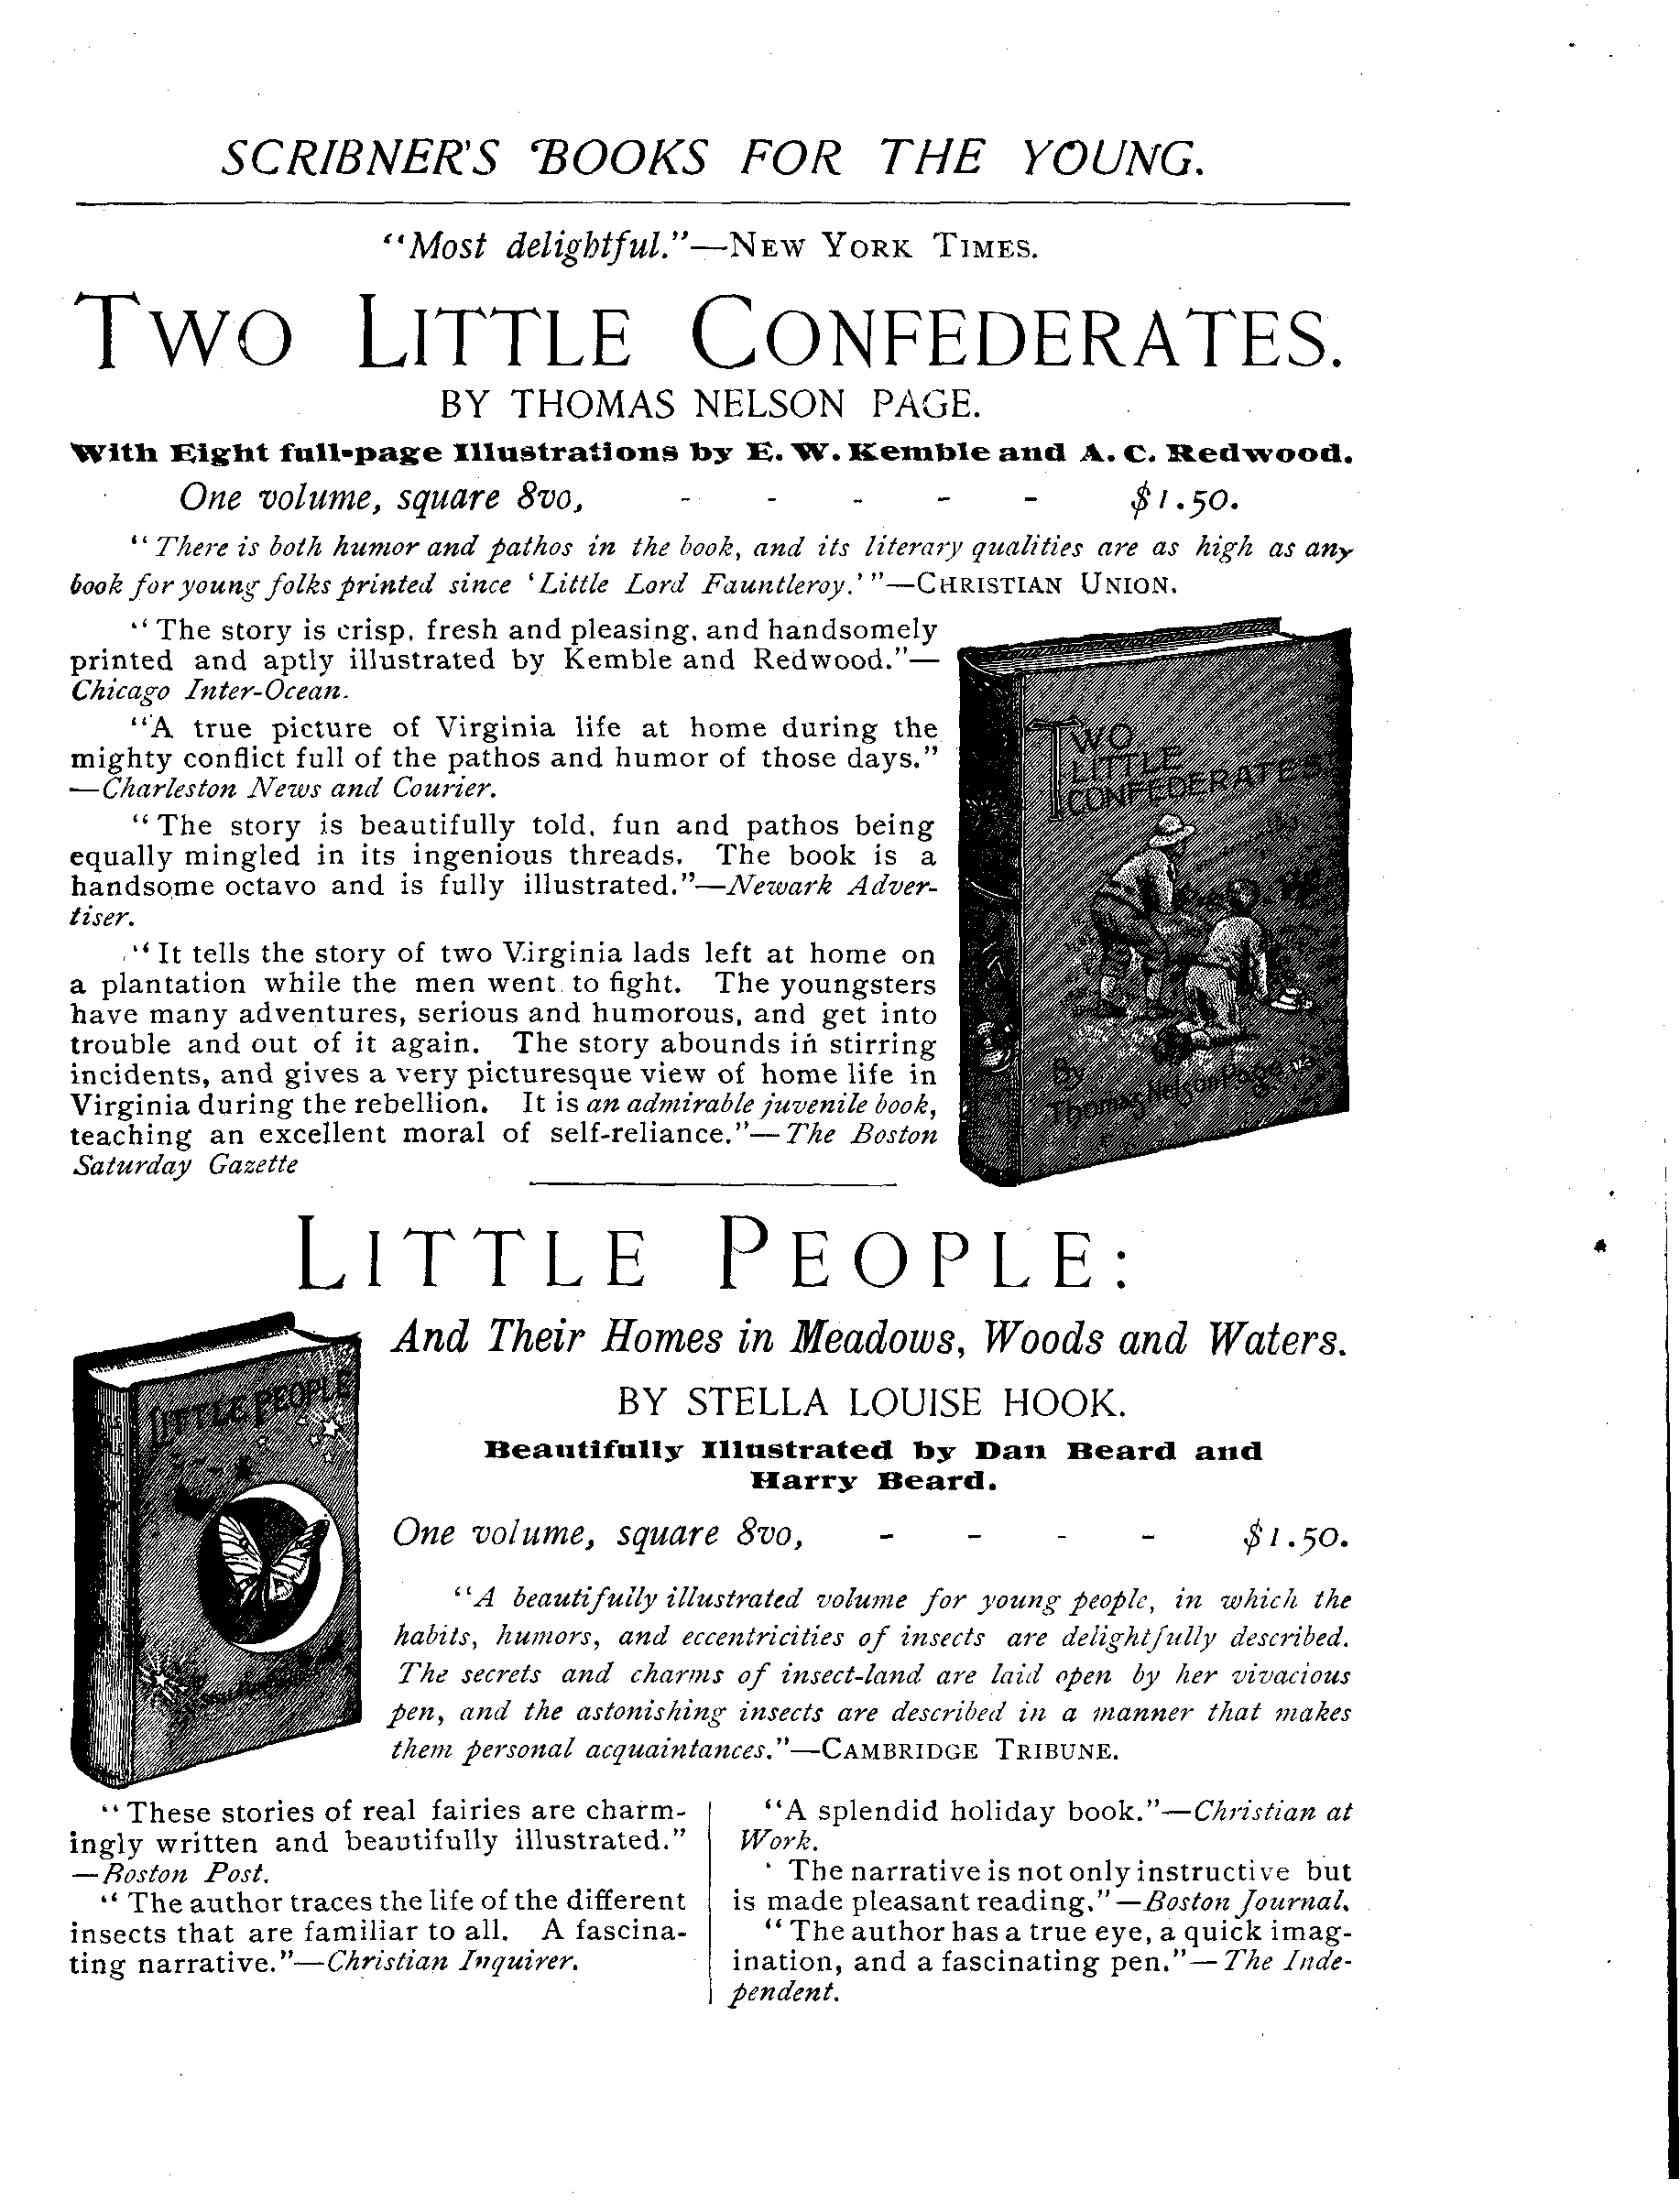 SCRIBNER'S BOOKS FOR THE YOUNG.
"Most delightful."—NEW YORK TIMES.
TWO LITTLE CONFEDERATES.
BY THOMAS NELSON PAGE.
With Eight full-page Illustrations by E. W. Kemble and A. C. Redwood.
One volume, square 8vo, - - - - - $1.50.
"There is both humor and pathos in the book, and its literary qualities are as high as any
book for young folks printed since 'Little Lord Fauntleroy.'"—CHRISTIAN UNION.
"The story is crisp, fresh and pleasing, and handsomely
printed and aptly illustrated by Kemble and Redwood."—
Chicago Inter-Ocean.
"A true picture of Virginia life at home during the
mighty conflict full of the pathos and humor of those days."
—Charleston News and Courier.
"The story is beautifully told, fun and pathos being
equally mingled in its ingenious threads. The book is a
handsome octavo and is fully illustrated."—Newark Adver-
tiser.
"It tells the story of two Virginia lads left at home on
a plantation while the men went to fight. The youngsters
have many adventures, serious and humorous, and get into
trouble and out of it again. The story abounds in stirring
incidents, and gives a very picturesque view of home life in
Virginia during the rebellion. It is an admirable juvenile book,
teaching an excellent moral of self-reliance."—The Boston
Saturday Gazette
TWO
LITTLE
CONFEDERATES
By
Thomas Nelson Page
LITTLE PEOPLE:
And Their Homes in Meadows, Woods and Waters.
BY STELLA LOUISE HOOK.
Beautifully Illustrated by Dan Beard and
Harry Beard.
One volume, square 8vo, - - - - $1.50.
LITTLE PEOPLE
"A beautifully illustrated volume for young people, in which the
habits, humors, and eccentricities of insects are delightfully described.
The secrets and charms of insect-land are laid open by her vivacious
pen, and the astonishing insects are described in a manner that makes
them personal acquaintances."—CAMBRIDGE TRIBUNE.
"These stories of real fairies are charm-
ingly written and beautifully illustrated."
—Boston Post.
"The author traces the life of the different
insects that are familiar to all. A fascina-
ting narrative."—Christian Inquirer.
"A splendid holiday book."—Christian at
Work.
' The narrative is not only instructive but
is made pleasant reading."—Boston Journal.
"The author has a true eye, a quick imag-
ination, and a fascinating pen."—The Inde-
pendent.